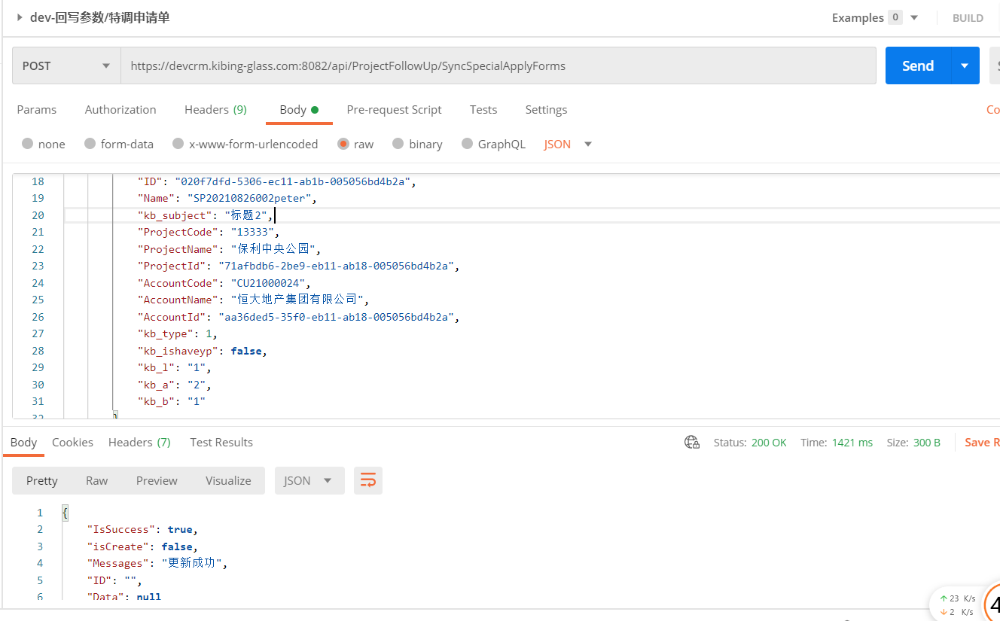 dev-回写参数/特调申请单
Examples 0 BUILD
POST https://devcrm.kibing-glass.com:8082/api/ProjectFollowUp/SyncSpecialApplyForms Send
Params Authorization Headers (9) Body Pre-request Script Tests Settings Co
none form-data x-www-form-urlencoded raw binary GraphQL JSON
18 "ID": "020f7dfd-5306-ec11-ab1b-005056bd4b2a",
19 "Name": "SP20210826002peter",
20 "kb_subject": "标题2",
21 "ProjectCode": "13333",
22 "ProjectName": "保利中央公园",
23 "ProjectId": "71afbdb6-2be9-eb11-ab18-005056bd4b2a",
24 "AccountCode": "CU21000024",
25 "AccountName": "恒大地产集团有限公司",
26 "AccountId": "aa36ded5-35f0-eb11-ab18-005056bd4b2a",
27 "kb_type": 1,
28 "kb_ishaveyp": false,
29 "kb_l": "1",
30 "kb_a": "2",
31 "kb_b": "1"
32 }
Body Cookies Headers (7) Test Results Status: 200 OK Time: 1421 ms Size: 300 B Save R
Pretty Raw Preview Visualize JSON
1 {
2 "IsSuccess": true,
3 "isCreate": false,
4 "Messages": "更新成功",
5 "ID": "",
6 "Data": null
↑ 23 K/s
↓ 2 K/s
4